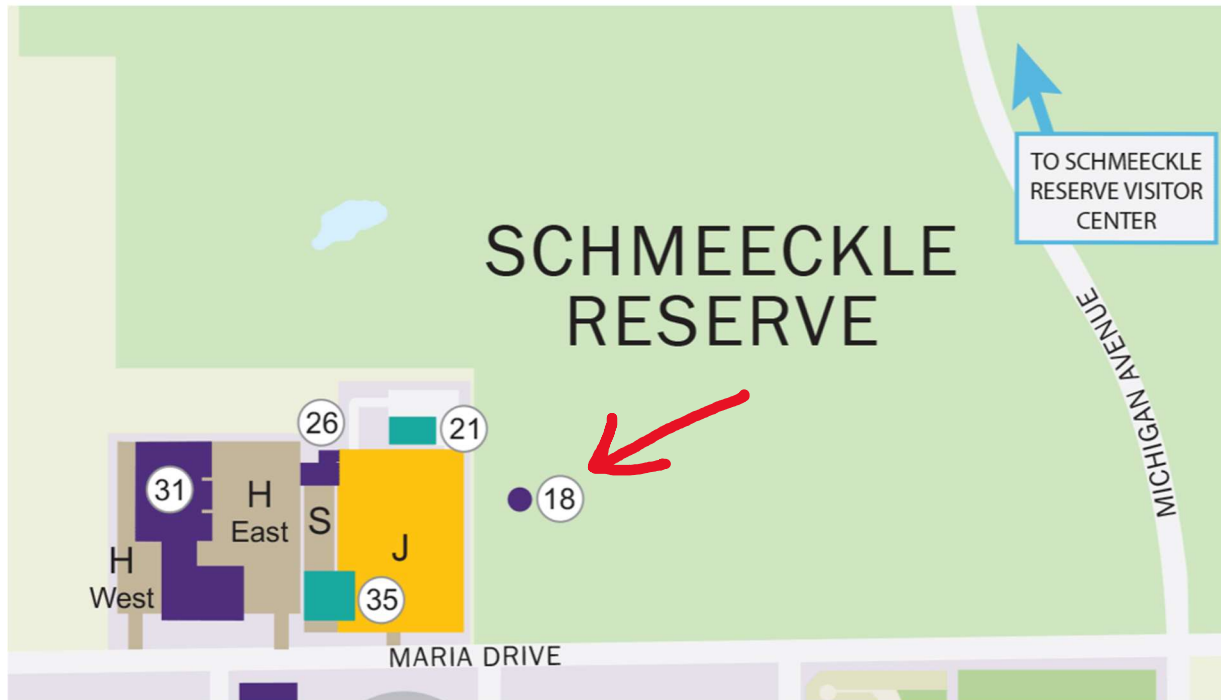 TO SCHMEECKLE
RESERVE VISITOR
CENTER
SCHMEECKLE
RESERVE
MICHIGAN AVENUE
26
21
31
H
East
S
J
18
H
West
35
MARIA DRIVE